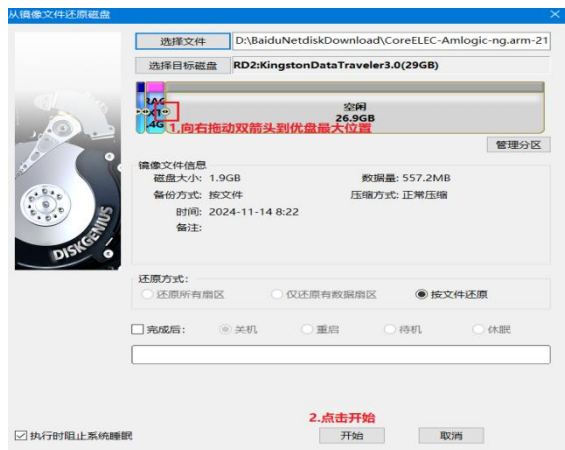 从镜像文件还原磁盘
选择文件 D:\BaiduNetdiskDownload\CoreELEC-Amlogic-ng.arm-21
选择目标磁盘 RD2:KingstonDataTraveler3.0(29GB)
空闲
26.9GB
1.向右拖动双箭头到优盘最大位置
管理分区
镜像文件信息
磁盘大小: 1.9GB 数据量: 557.2MB
备份方式: 按文件 压缩方式: 正常压缩
时间: 2024-11-14 8:22
备注:
DISKGENIUS
还原方式:
还原所有扇区 仅还原有数据扇区 按文件还原
完成后: 关机 重启 待机 休眠
2.点击开始
执行时阻止系统睡眠 开始 取消